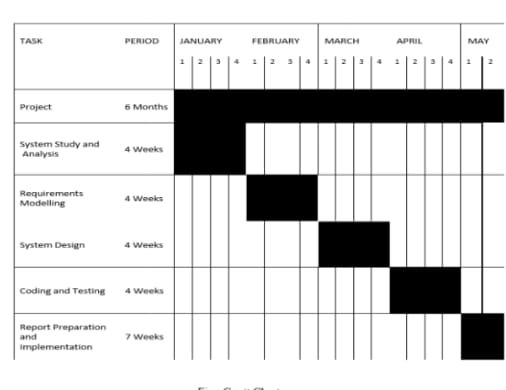 TASK PERIOD JANUARY FEBRUARY MARCH APRIL MAY
1 2 3 4 1 2 3 4 1 2 3 4 1 2 3 4 1 2
Project 6 Months
System Study and
Analysis
4 Weeks
Requirements
Modelling
4 Weeks
System Design 4 Weeks
Coding and Testing 4 Weeks
Report Preparation
and
Implementation
7 Weeks